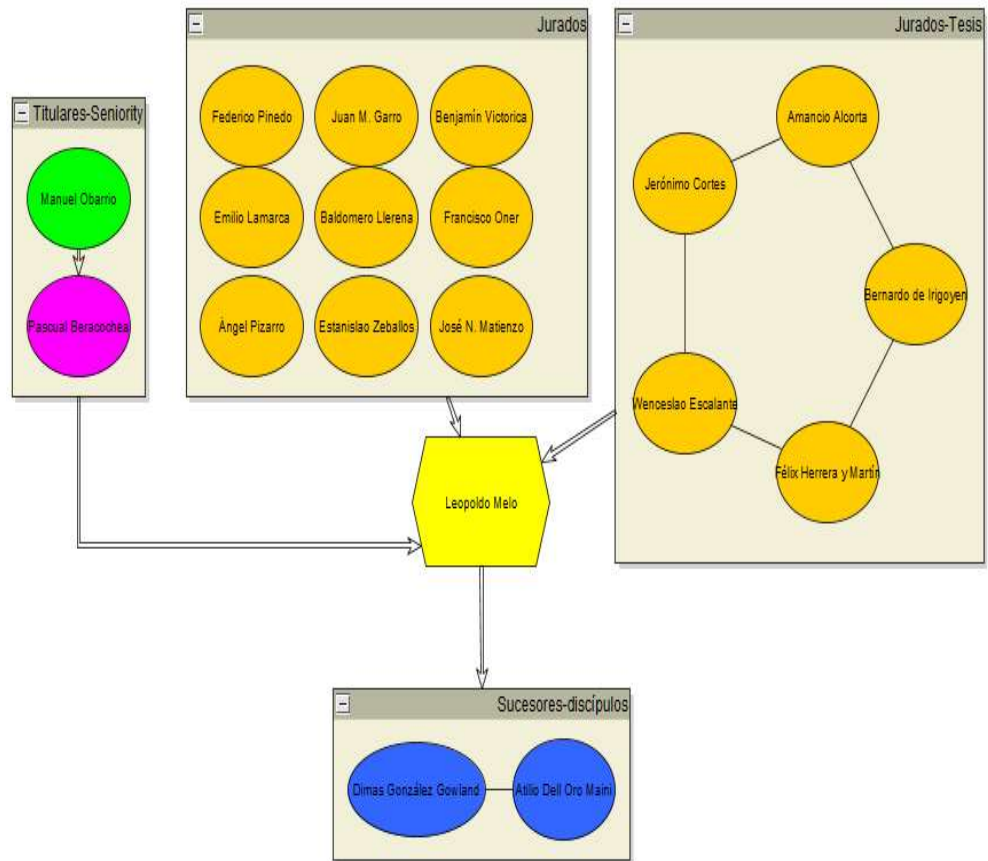 Jurados
Jurados-Tesis
Titulares-Seniority
Federico Pinedo
Juan M. Garro
Benjamín Victorica
Amancio Alcorta
Jerónimo Cortes
Manuel Obarrio
Emilio Lamarca
Baldomero Llerena
Francisco Oner
Bernardo de Irigoyen
Pascual Beracochea
Ángel Pizarro
Estanislao Zeballos
José N. Matienzo
Wenceslao Escalante
Félix Herrera y Martín
Leopoldo Melo
Sucesores-discípulos
Dimas González Gowland
Atilio Dell Oro Maini